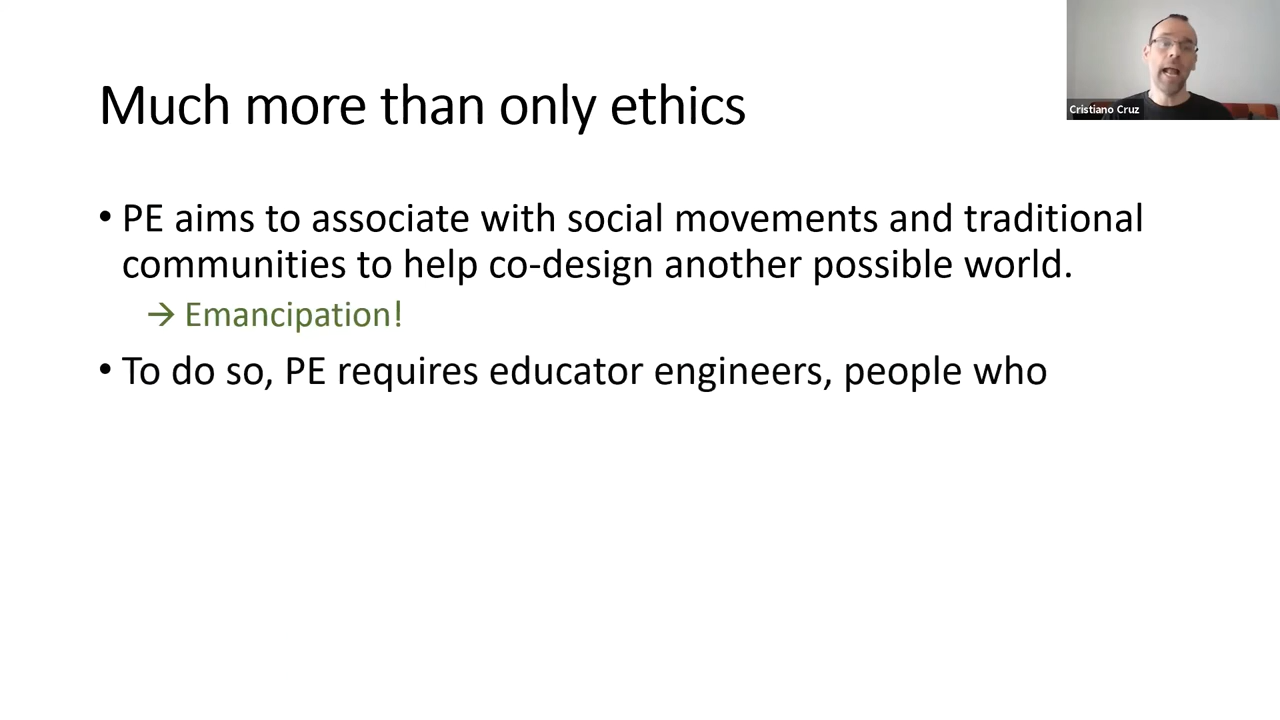 Much more than only ethics
Cristiano Cruz
• PE aims to associate with social movements and traditional
communities to help co-design another possible world.
→ Emancipation!
• To do so, PE requires educator engineers, people who